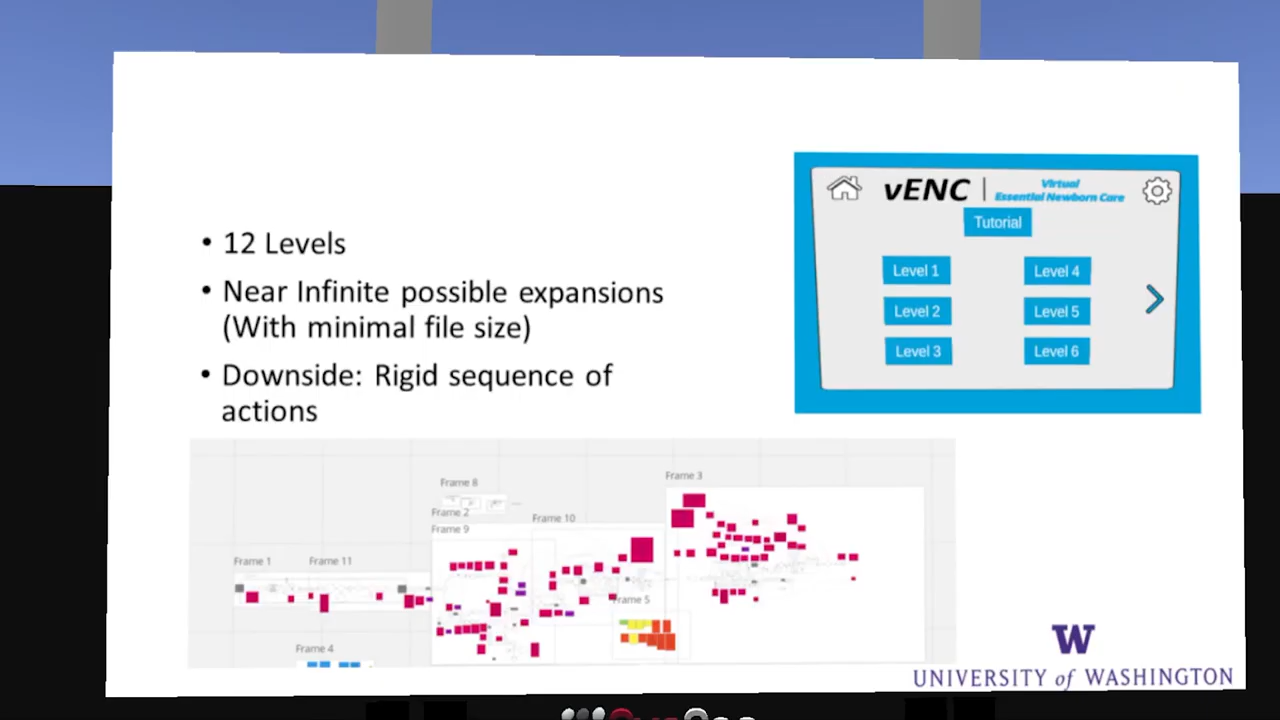 • 12 Levels
• Near Infinite possible expansions
(With minimal file size)
• Downside: Rigid sequence of
actions
vENC
Virtual
Essential Newborn Care
Tutorial
Level 1
Level 4
Level 2
Level 5
Level 3
Level 6
Frame 8
Frame 3
Frame 2
Frame 10
Frame 9
Frame 1
Frame 11
Frame 5
Frame 4
W
UNIVERSITY of WASHINGTON